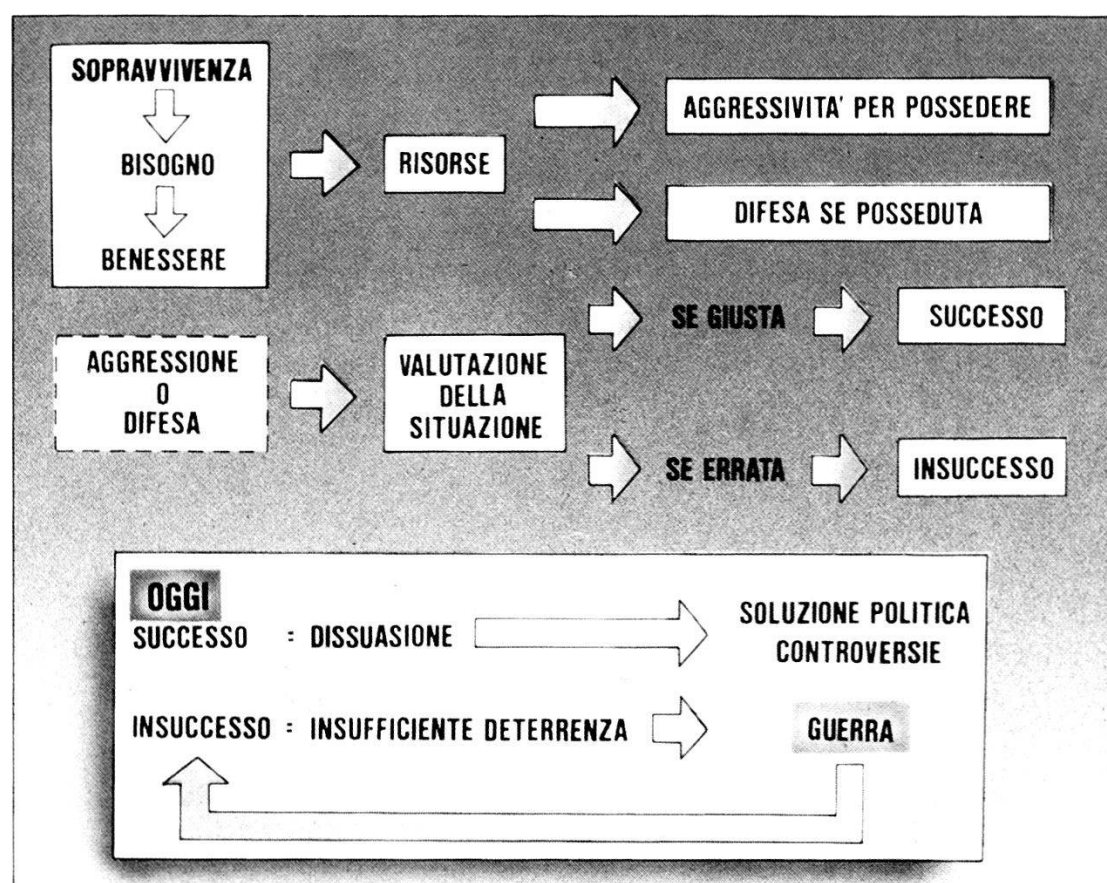 SOPRAVVIVENZA
BISOGNO
BENESSERE
RISORSE
AGGRESSIVITA' PER POSSEDERE
DIFESA SE POSSEDUTA
AGGRESSIONE
O
DIFESA
VALUTAZIONE
DELLA
SITUAZIONE
SE GIUSTA
SUCCESSO
SE ERRATA
INSUCCESSO
OGGI
SUCCESSO = DISSUASIONE
SOLUZIONE POLITICA
CONTROVERSIE
INSUCCESSO = INSUFFICIENTE DETERRENZA
GUERRA